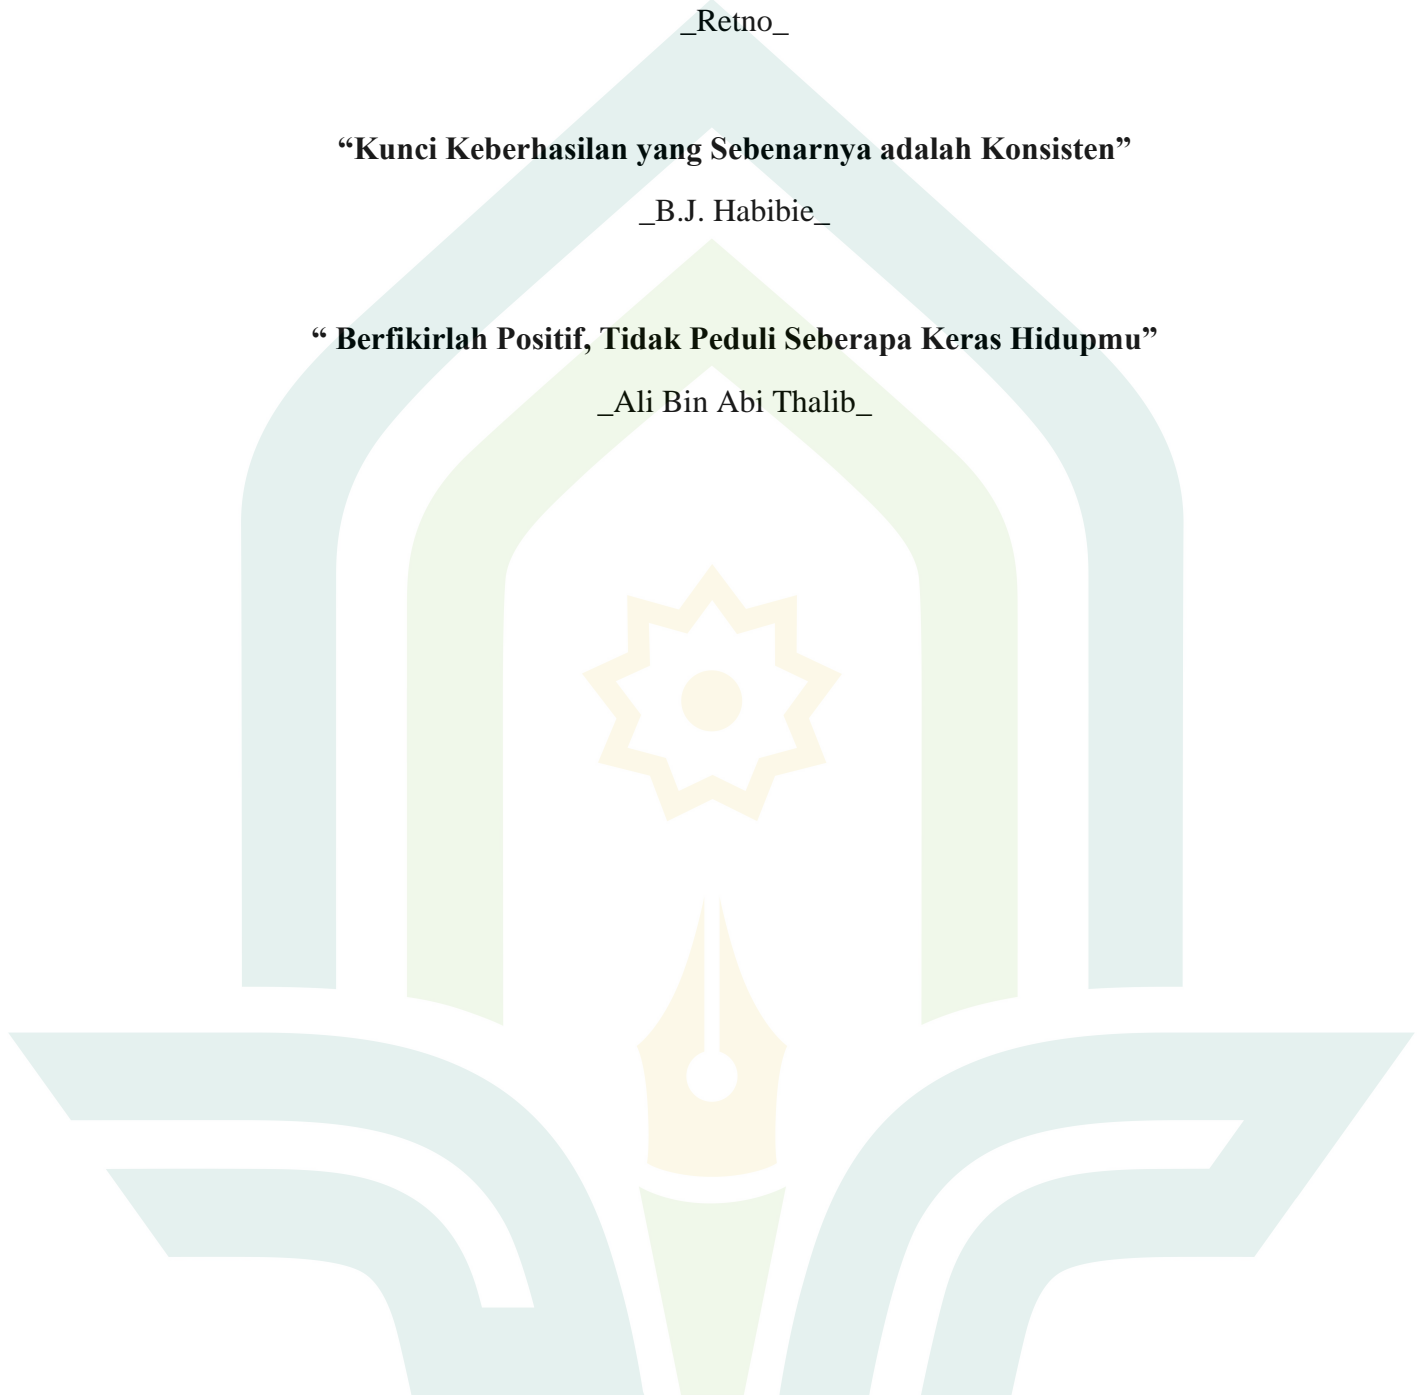 _Retno_
“Kunci Keberhasilan yang Sebenarnya adalah Konsisten”
_B.J. Habibie_
“ Berfikirlah Positif, Tidak Peduli Seberapa Keras Hidupmu”
_Ali Bin Abi Thalib_